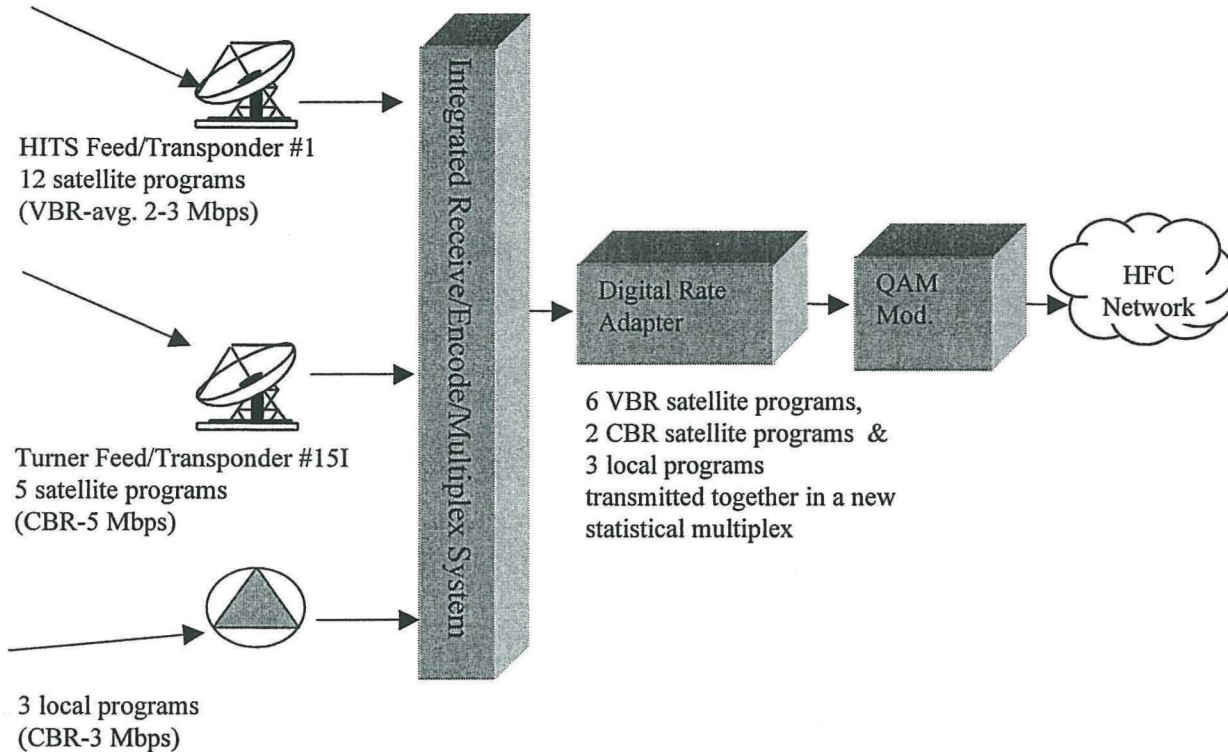 HITS Feed/Transponder #1
12 satellite programs
(VBR-avg. 2-3 Mbps)
Turner Feed/Transponder #15I
5 satellite programs
(CBR-5 Mbps)
3 local programs
(CBR-3 Mbps)
Integrated Receive/Encode/Multiplex System
Digital Rate
Adapter
6 VBR satellite programs,
2 CBR satellite programs &
3 local programs
transmitted together in a new
statistical multiplex
QAM
Mod.
HFC
Network